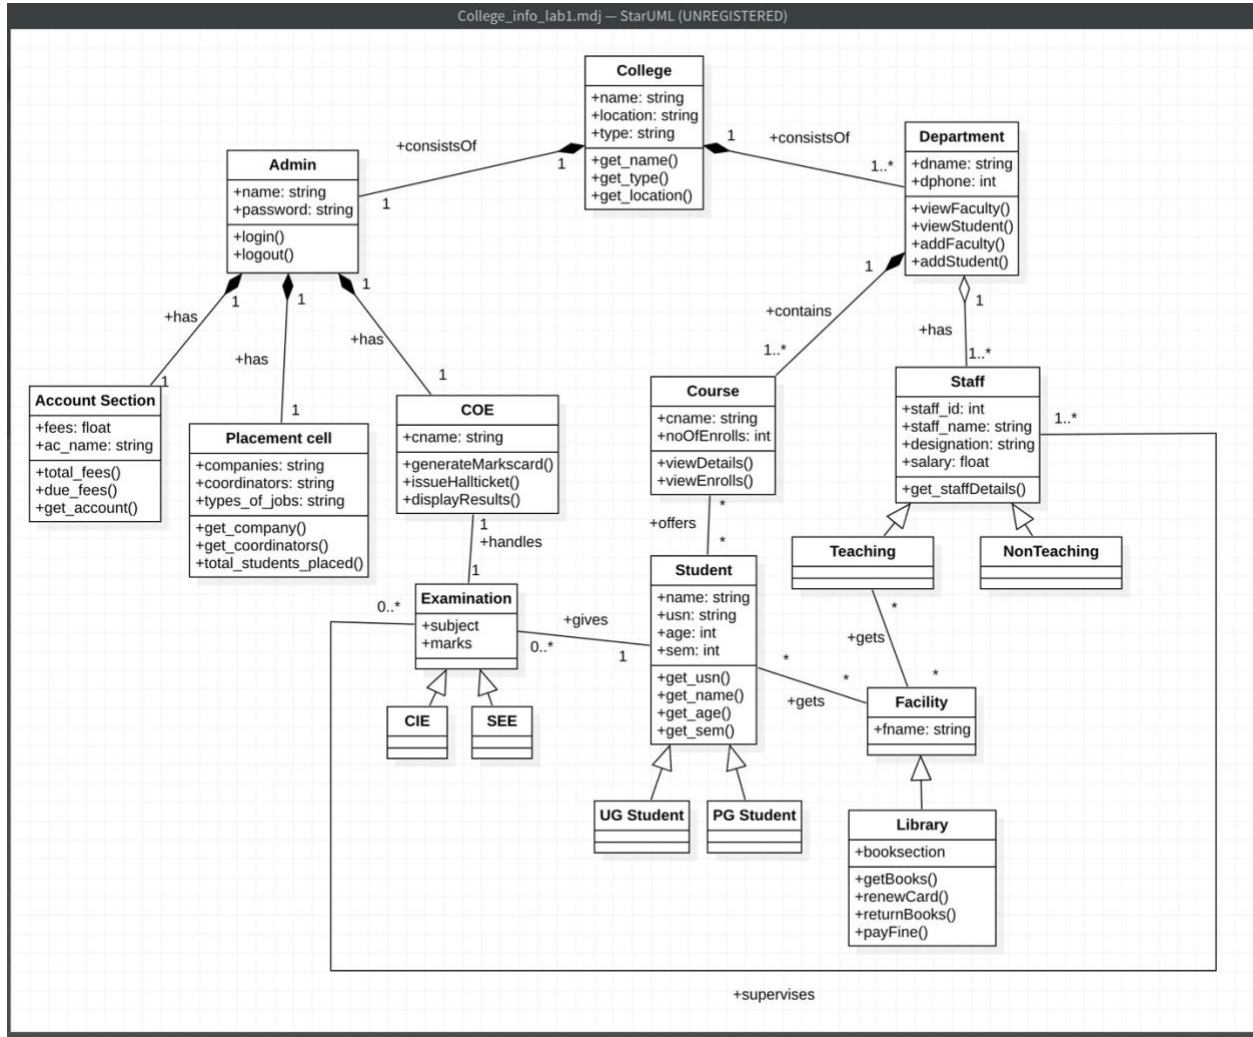 College_info_lab1.mdj — StarUML (UNREGISTERED)
College
+name: string
+location: string
+type: string
+get_name()
+get_type()
+get_location()
+consistsOf
1
1
1
+consistsOf
1..*
Admin
+name: string
+password: string
+login()
+logout()
Department
+dname: string
+dphone: int
+viewFaculty()
+viewStudent()
+addFaculty()
+addStudent()
1
+has
1
1
+has
1
1
+has
1
1
+contains
1..*
1
+has
1..*
Account Section
+fees: float
+ac_name: string
+total_fees()
+due_fees()
+get_account()
Placement cell
+companies: string
+coordinators: string
+types_of_jobs: string
+get_company()
+get_coordinators()
+total_students_placed()
COE
+cname: string
+generateMarkscard()
+issueHallticket()
+displayResults()
Course
+cname: string
+noOfEnrolls: int
+viewDetails()
+viewEnrolls()
Staff
+staff_id: int
+staff_name: string
+designation: string
+salary: float
+get_staffDetails()
1..*
1
+handles
1
*
+offers
*
Teaching
NonTeaching
Examination
+subject
+marks
0..*
+gives
0..*
1
Student
+name: string
+usn: string
+age: int
+sem: int
+get_usn()
+get_name()
+get_age()
+get_sem()
*
+gets
*
*
+gets
*
Facility
+fname: string
CIE
SEE
UG Student
PG Student
Library
+booksection
+getBooks()
+renewCard()
+returnBooks()
+payFine()
+supervises